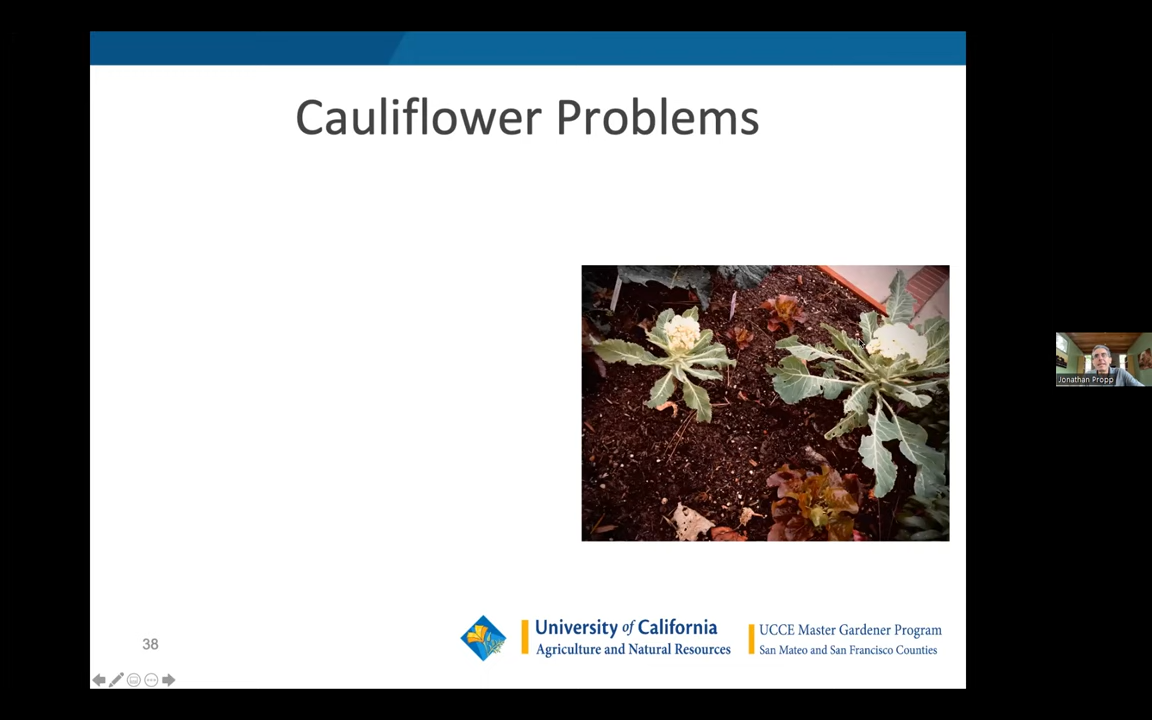 Cauliflower Problems
Jonathan Propp
38
University of California
Agriculture and Natural Resources
UCCE Master Gardener Program
San Mateo and San Francisco Counties